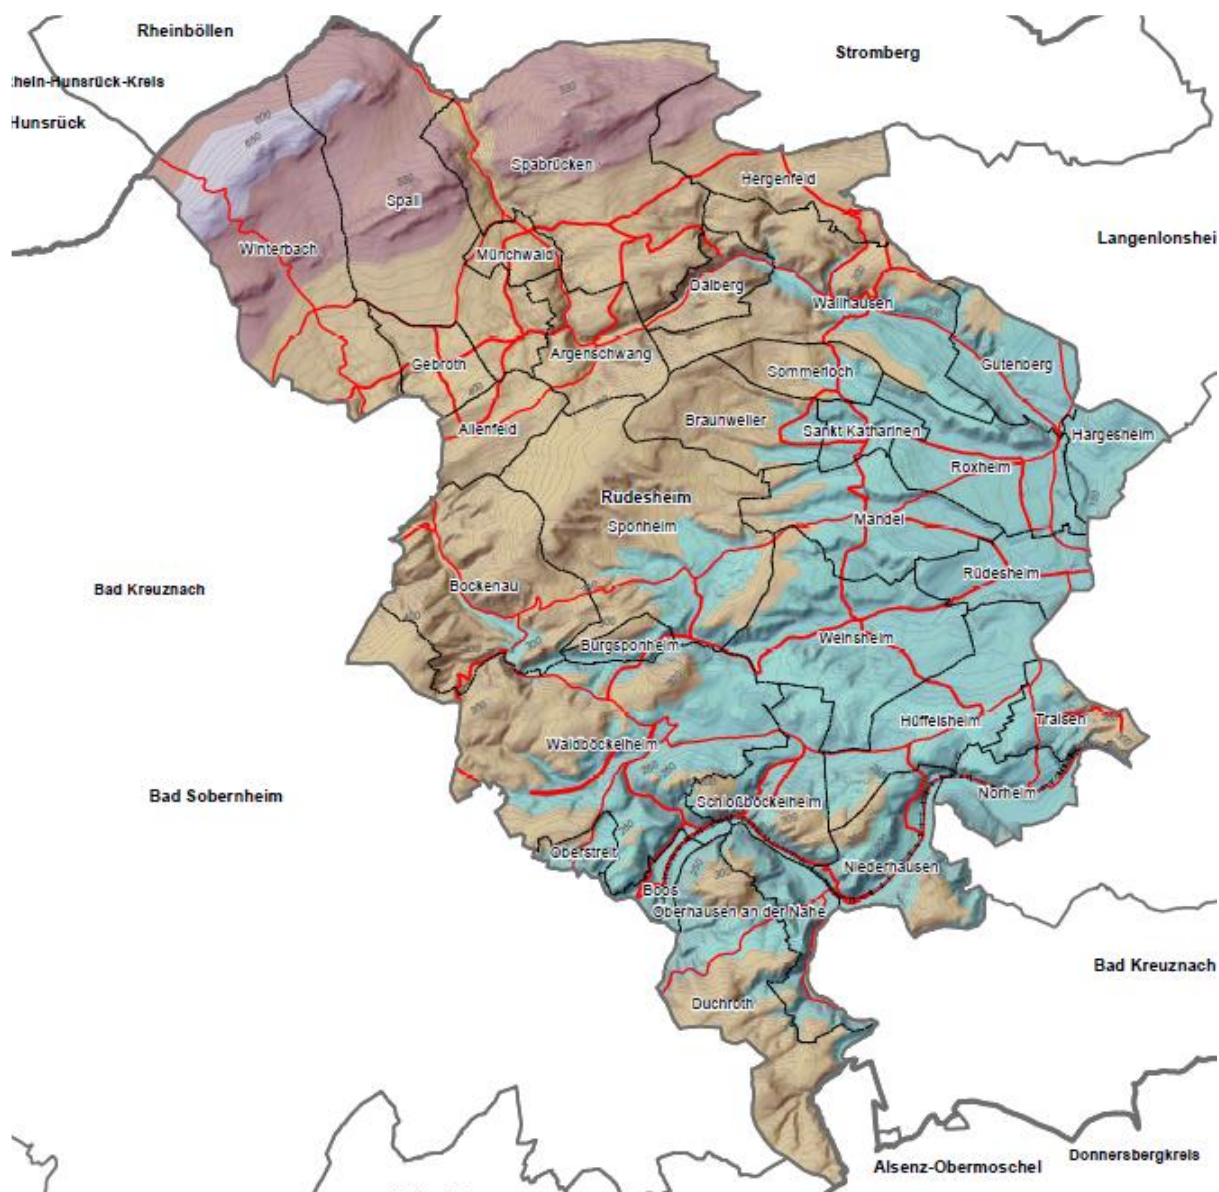 Rheinböllen
Stromberg
Rhein-Hunsrück-Kreis
Hunsrück
Spabrücken
Hergenfeld
Spall
Langenlonshei
Winterbach
Münchwald
Dalberg
Wallhausen
Argenschwang
Gebroth
Sommerloch
Gutenberg
Braunweiler
Allenfeld
Sankt Katharinen
Hargesheim
Roxheim
Rüdesheim
Sponheim
Mandel
Rüdesheim
Bad Kreuznach
Bockenau
Burgsponheim
Weinsheim
Hüffelsheim
Traisen
Waldböckelheim
Bad Sobernheim
Schloßböckelheim
Norheim
Oberstreit
Niederhausen
Boos
Oberhausen an der Nahe
Bad Kreuznach
Duchroth
Donnersbergkreis
Alsenz-Obermoschel